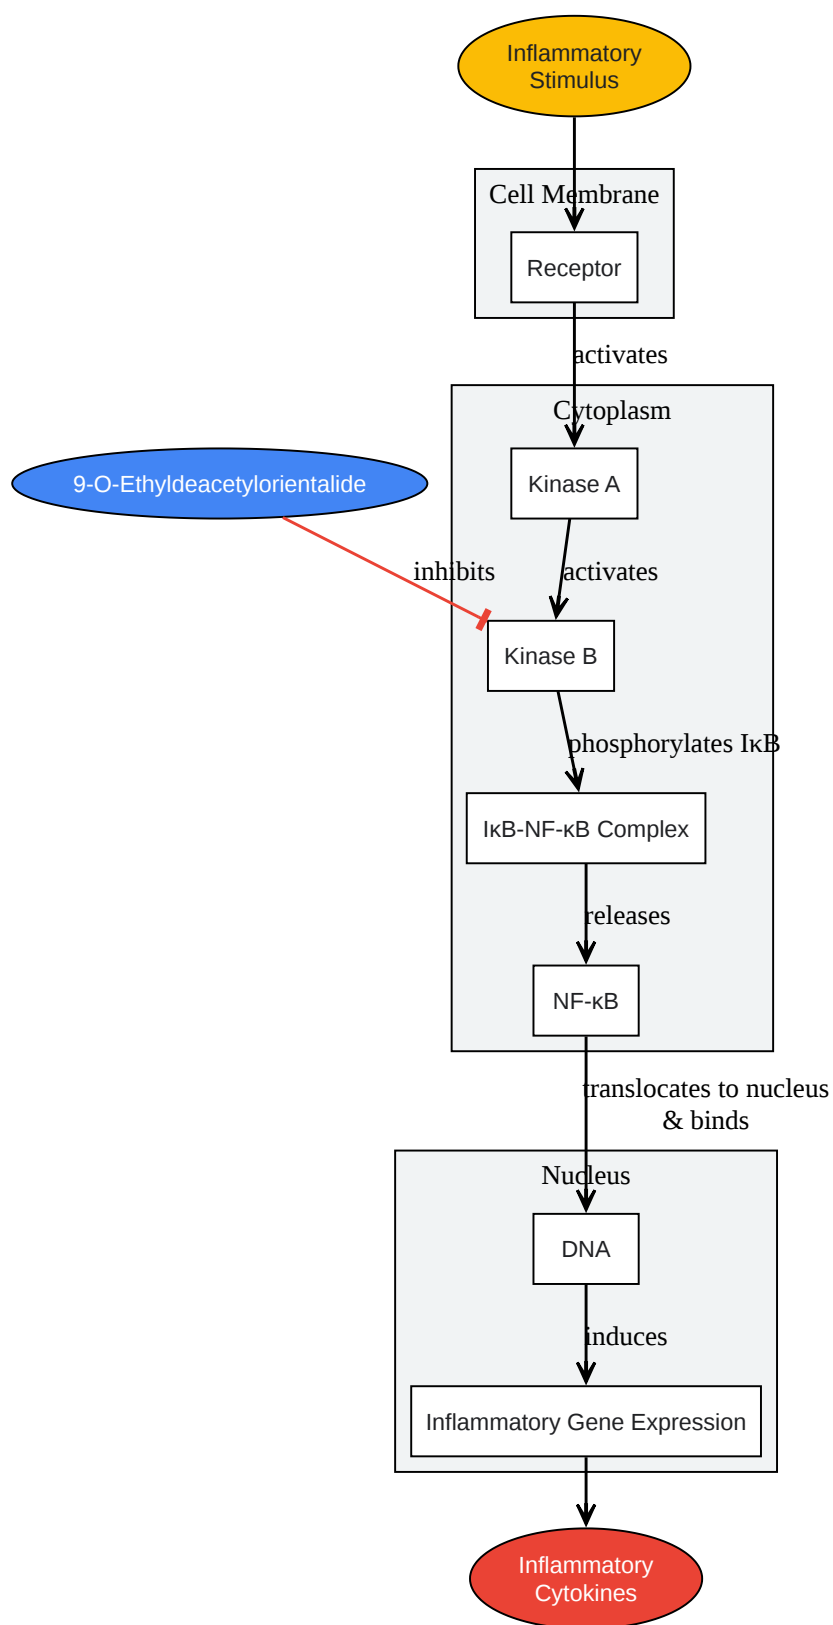 Inflammatory
Stimulus
Cell Membrane
Receptor
activates
Cytoplasm
Kinase A
9-O-Ethyldeacetylorientalide
inhibits
activates
Kinase B
phosphorylates IκB
IκB-NF-κB Complex
releases
NF-κB
translocates to nucleus
& binds
Nucleus
DNA
induces
Inflammatory Gene Expression
Inflammatory
Cytokines